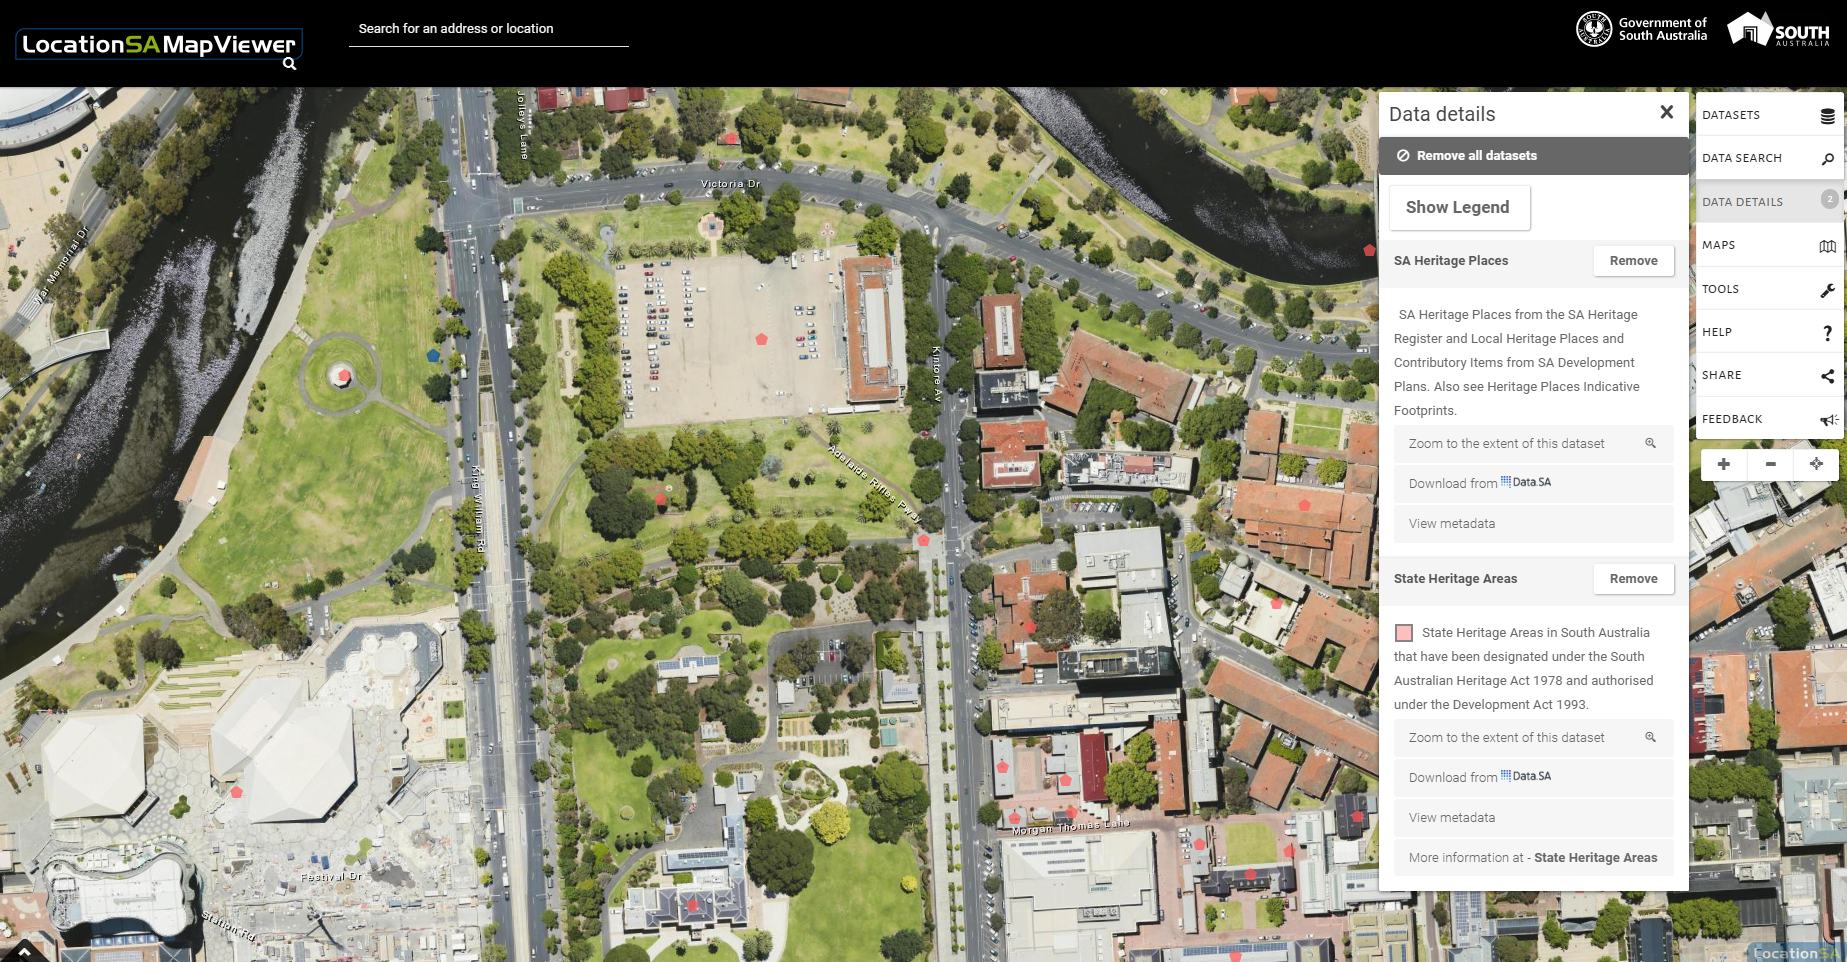 LocationSA MapViewer
Search for an address or location
Government of
South Australia
SOUTH AUSTRALIA
SOUTH
AUSTRALIA
Data details
Remove all datasets
Show Legend
SA Heritage Places
Remove
SA Heritage Places from the SA Heritage
Register and Local Heritage Places and
Contributory Items from SA Development
Plans. Also see Heritage Places Indicative
Footprints.
Zoom to the extent of this dataset
Download from Data.SA
View metadata
State Heritage Areas
Remove
State Heritage Areas in South Australia
that have been designated under the South
Australian Heritage Act 1978 and authorised
under the Development Act 1993.
Zoom to the extent of this dataset
Download from Data.SA
View metadata
More information at - State Heritage Areas
DATASETS
DATA SEARCH
DATA DETAILS
2
MAPS
TOOLS
HELP
?
SHARE
FEEDBACK
+
-
Jolleys Lane
Victoria Dr
War Memorial Dr
Kintore Av
Adelaide Rifles Pwy
King William Rd
Morgan Thomas Lane
Festival Dr
Station Rd
LocationSA